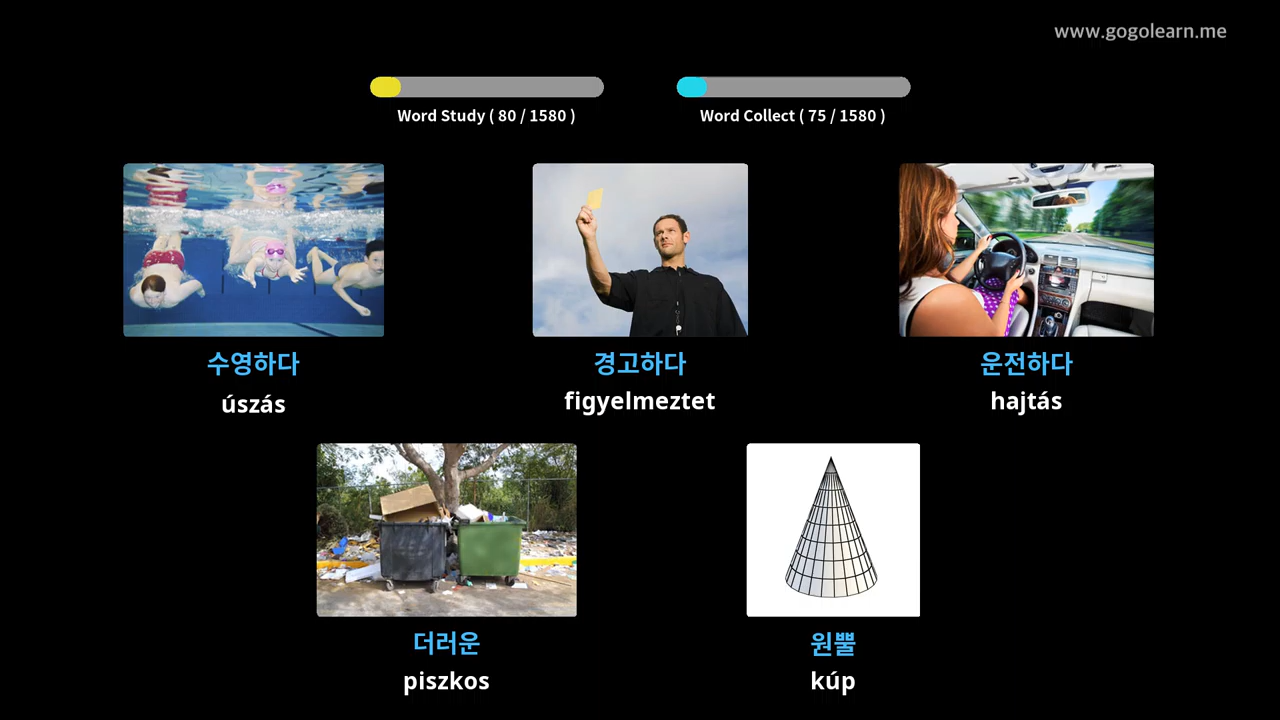 www.gogolearn.me
Word Study ( 80 / 1580 )
Word Collect ( 75 / 1580 )
수영하다
úszás
경고하다
figyelmeztet
운전하다
hajtás
더러운
piszkos
원뿔
kúp